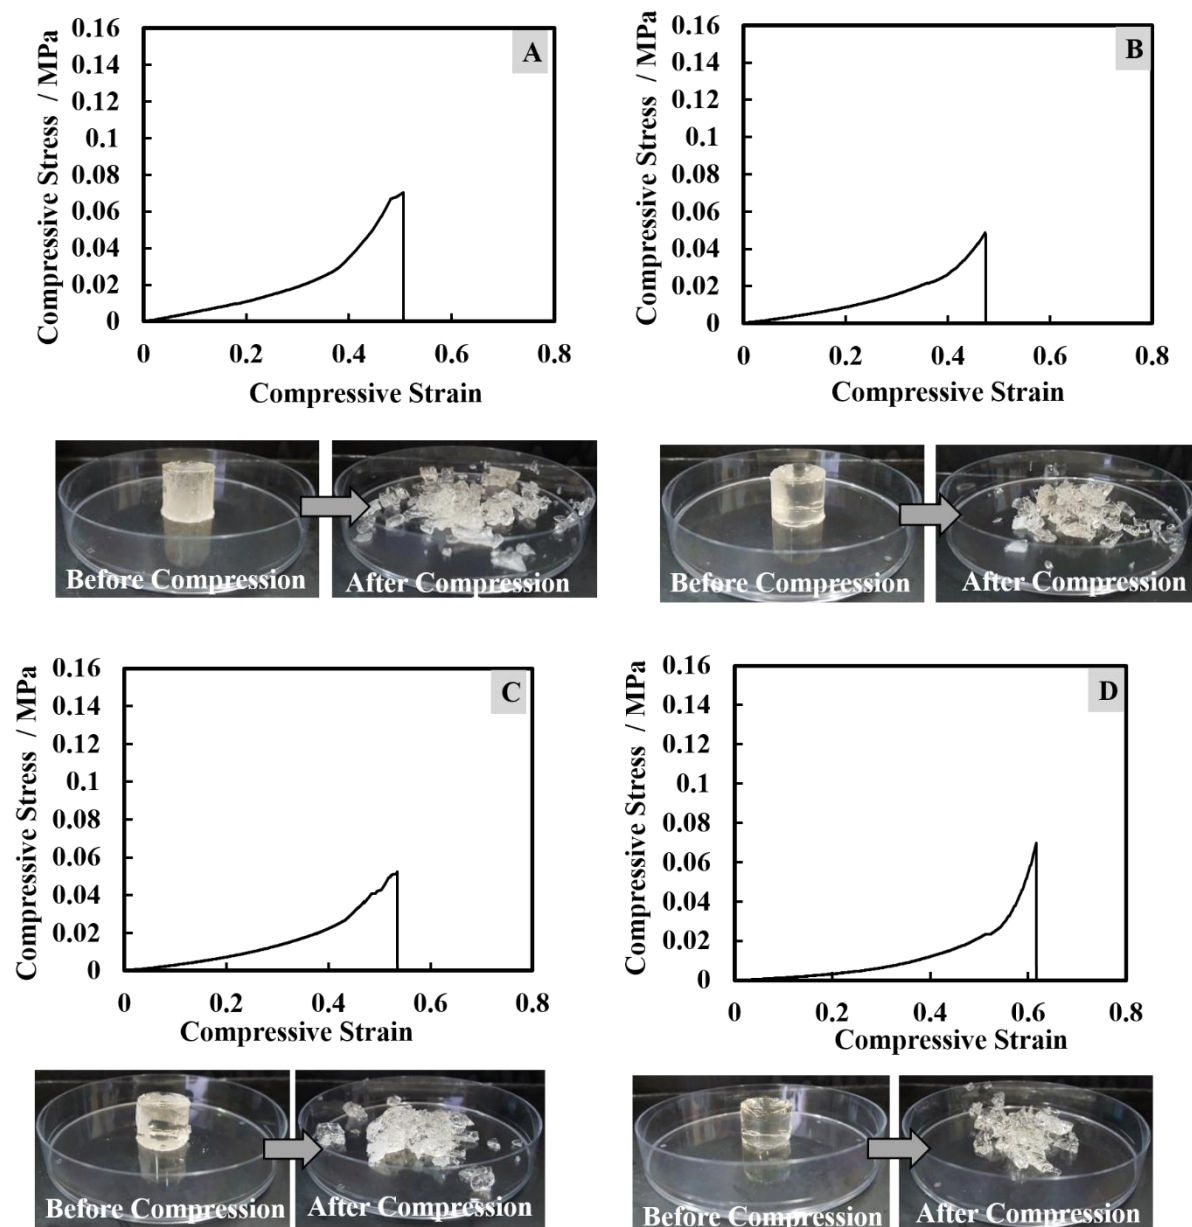 A
Compressive Stress / MPa
0.16
0.14
0.12
0.1
0.08
0.06
0.04
0.02
0
0 0.2 0.4 0.6 0.8
Compressive Strain
B
Compressive Stress / MPa
0.16
0.14
0.12
0.1
0.08
0.06
0.04
0.02
0
0 0.2 0.4 0.6 0.8
Compressive Strain
Before Compression
After Compression
Before Compression
After Compression
C
Compressive Stress / MPa
0.16
0.14
0.12
0.1
0.08
0.06
0.04
0.02
0
0 0.2 0.4 0.6 0.8
Compressive Strain
D
Compressive Stress / MPa
0.16
0.14
0.12
0.1
0.08
0.06
0.04
0.02
0
0 0.2 0.4 0.6 0.8
Compressive Strain
Before Compression
After Compression
Before Compression
After Compression